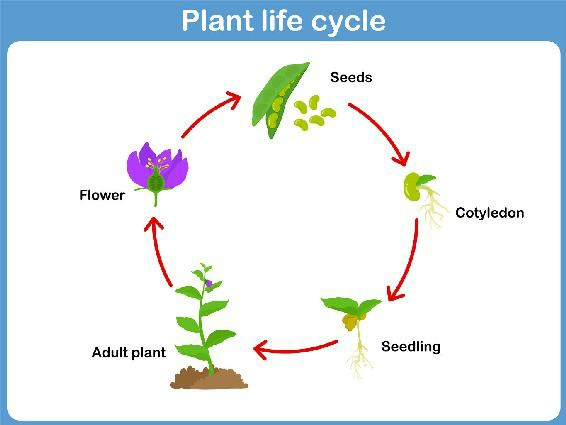 Plant life cycle
Seeds
Cotyledon
Seedling
Adult plant
Flower